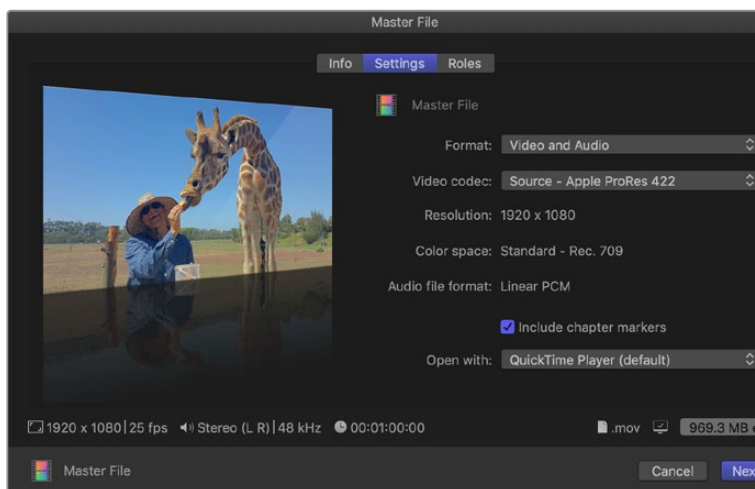 Master File
Info Settings Roles
Master File
Format: Video and Audio
Video codec: Source - Apple ProRes 422
Resolution: 1920 x 1080
Color space: Standard - Rec. 709
Audio file format: Linear PCM
Include chapter markers
Open with: QuickTime Player (default)
1920 x 1080 | 25 fps Stereo (L R) | 48 kHz 00:01:00:00 .mov 969.3 MB
Master File Cancel Nex